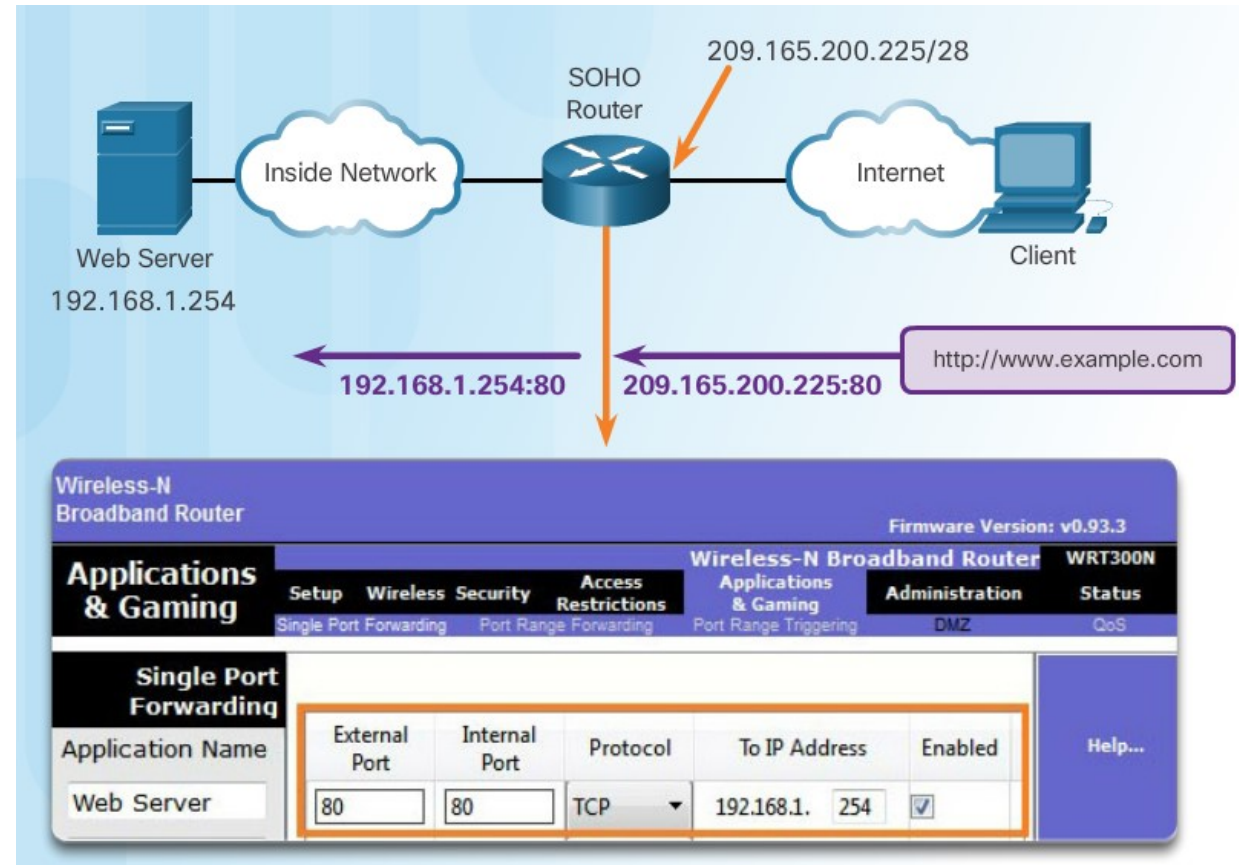 209.165.200.225/28
SOHO
Router
Inside Network
Internet
Web Server
192.168.1.254
Client
http://www.example.com
192.168.1.254:80
209.165.200.225:80
Wireless-N
Broadband Router
Firmware Version: v0.93.3
Wireless-N Broadband Router WRT300N
Applications
& Gaming
Setup Wireless Security Access
Restrictions
Applications
& Gaming
Administration Status
Single Port Forwarding Port Range Forwarding Port Range Triggering DMZ QoS
Single Port
Forwarding
Help...
Application Name
External
Port
Internal
Port
Protocol To IP Address Enabled
Web Server 80 80 TCP 192.168.1. 254